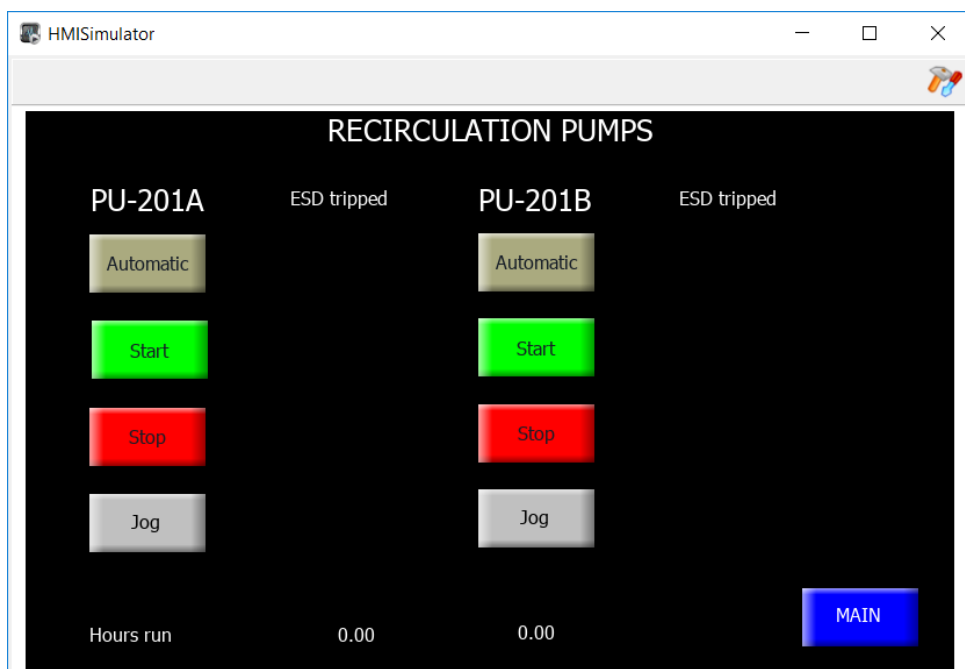 HMISimulator
RECIRCULATION PUMPS
PU-201A ESD tripped PU-201B ESD tripped
Automatic Automatic
Start Start
Stop Stop
Jog Jog
MAIN
Hours run 0.00 0.00